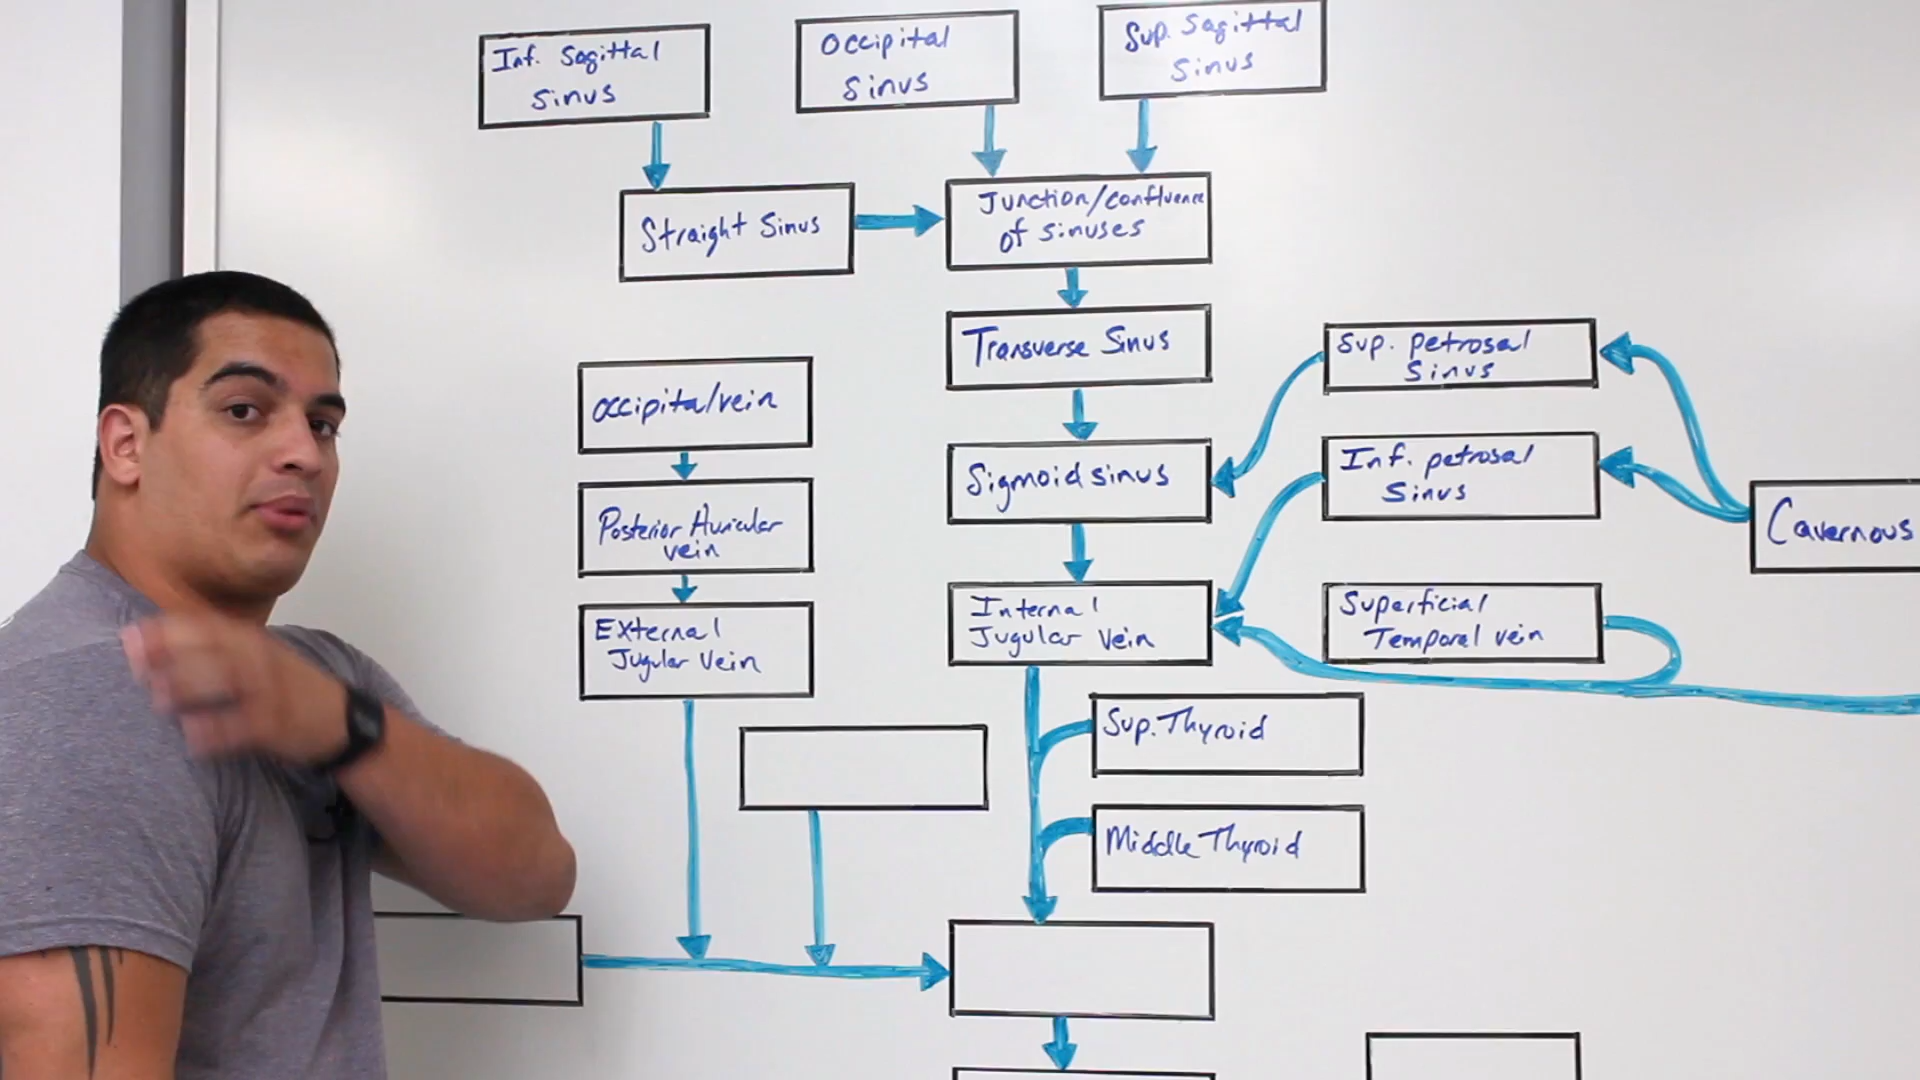 Inf. Sagittal
Sinus
Occipital
Sinus
Sup. Sagittal
Sinus
Straight Sinus
Junction/confluence
of sinuses
Transverse Sinus
Sup. petrosal
Sinus
Occipital vein
Sigmoid sinus
Inf. petrosal
Sinus
Posterior Auricular
vein
Cavernous
External
Jugular Vein
Internal
Jugular Vein
Superficial
Temporal vein
Sup. Thyroid
Middle Thyroid